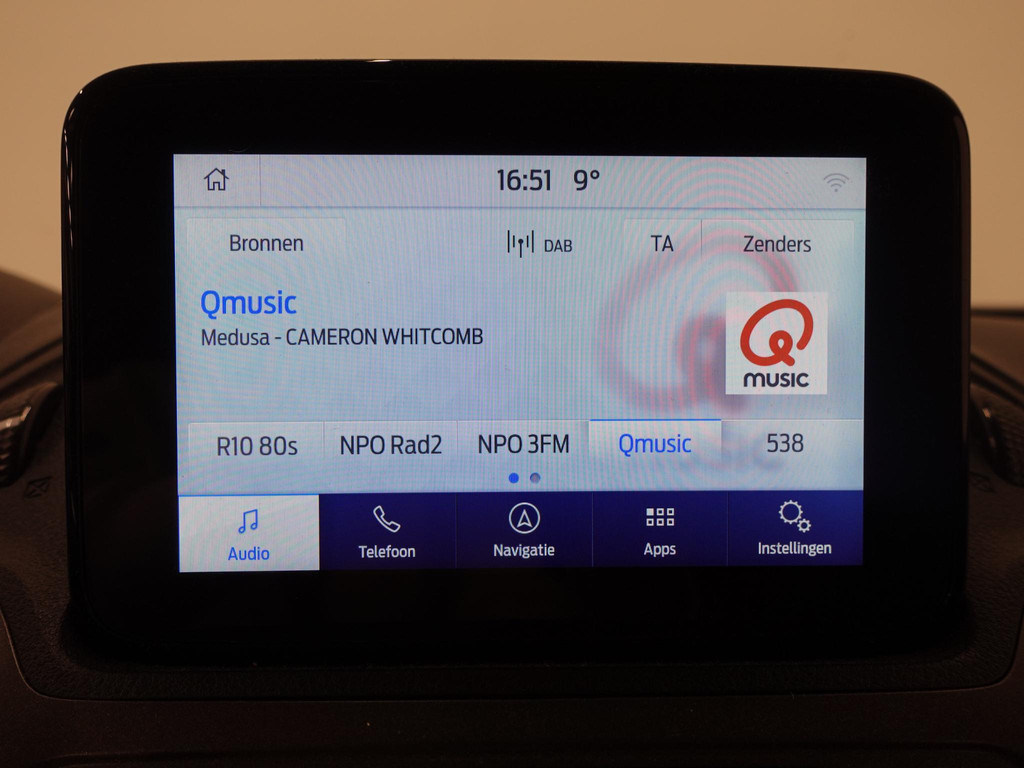 16:51 9°
Bronnen DAB TA Zenders
Qmusic
Medusa - CAMERON WHITCOMB
Q
MUSIC
R10 80s NPO Rad2 NPO 3FM Qmusic 538
Audio Telefoon Navigatie Apps Instellingen